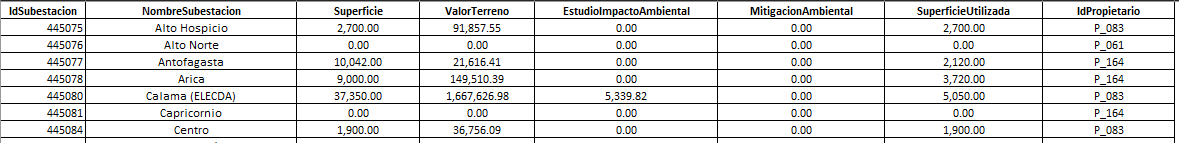 IdSubestacion NombreSubestacion Superficie ValorTerreno EstudioImpactoAmbiental MitigacionAmbiental SuperficieUtilizada IdPropietario
445075 Alto Hospicio 2,700.00 91,857.55 0.00 0.00 2,700.00 P_083
445076 Alto Norte 0.00 0.00 0.00 0.00 0.00 P_061
445077 Antofagasta 10,042.00 21,616.41 0.00 0.00 2,120.00 P_164
445078 Arica 9,000.00 149,510.39 0.00 0.00 3,720.00 P_164
445080 Calama (ELECDA) 37,350.00 1,667,626.98 5,339.82 0.00 5,050.00 P_083
445081 Capricornio 0.00 0.00 0.00 0.00 0.00 P_164
445084 Centro 1,900.00 36,756.09 0.00 0.00 1,900.00 P_083